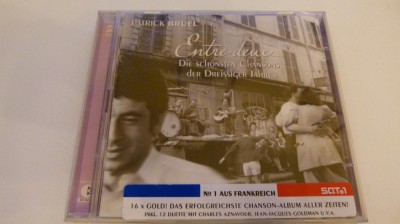 PATRICK BRUEL
Entre deux
DIE SCHÖNSTEN CHANSONS
DER DREISSIGER JAHRE
No 1 AUS FRANKREICH
SAT.1
16 x GOLD! DAS ERFOLGREICHSTE CHANSON-ALBUM ALLER ZEITEN!
INKL. 12 DUETTE MIT CHARLES AZNAVOUR, JEAN-JACQUES GOLDMAN U.V.A.